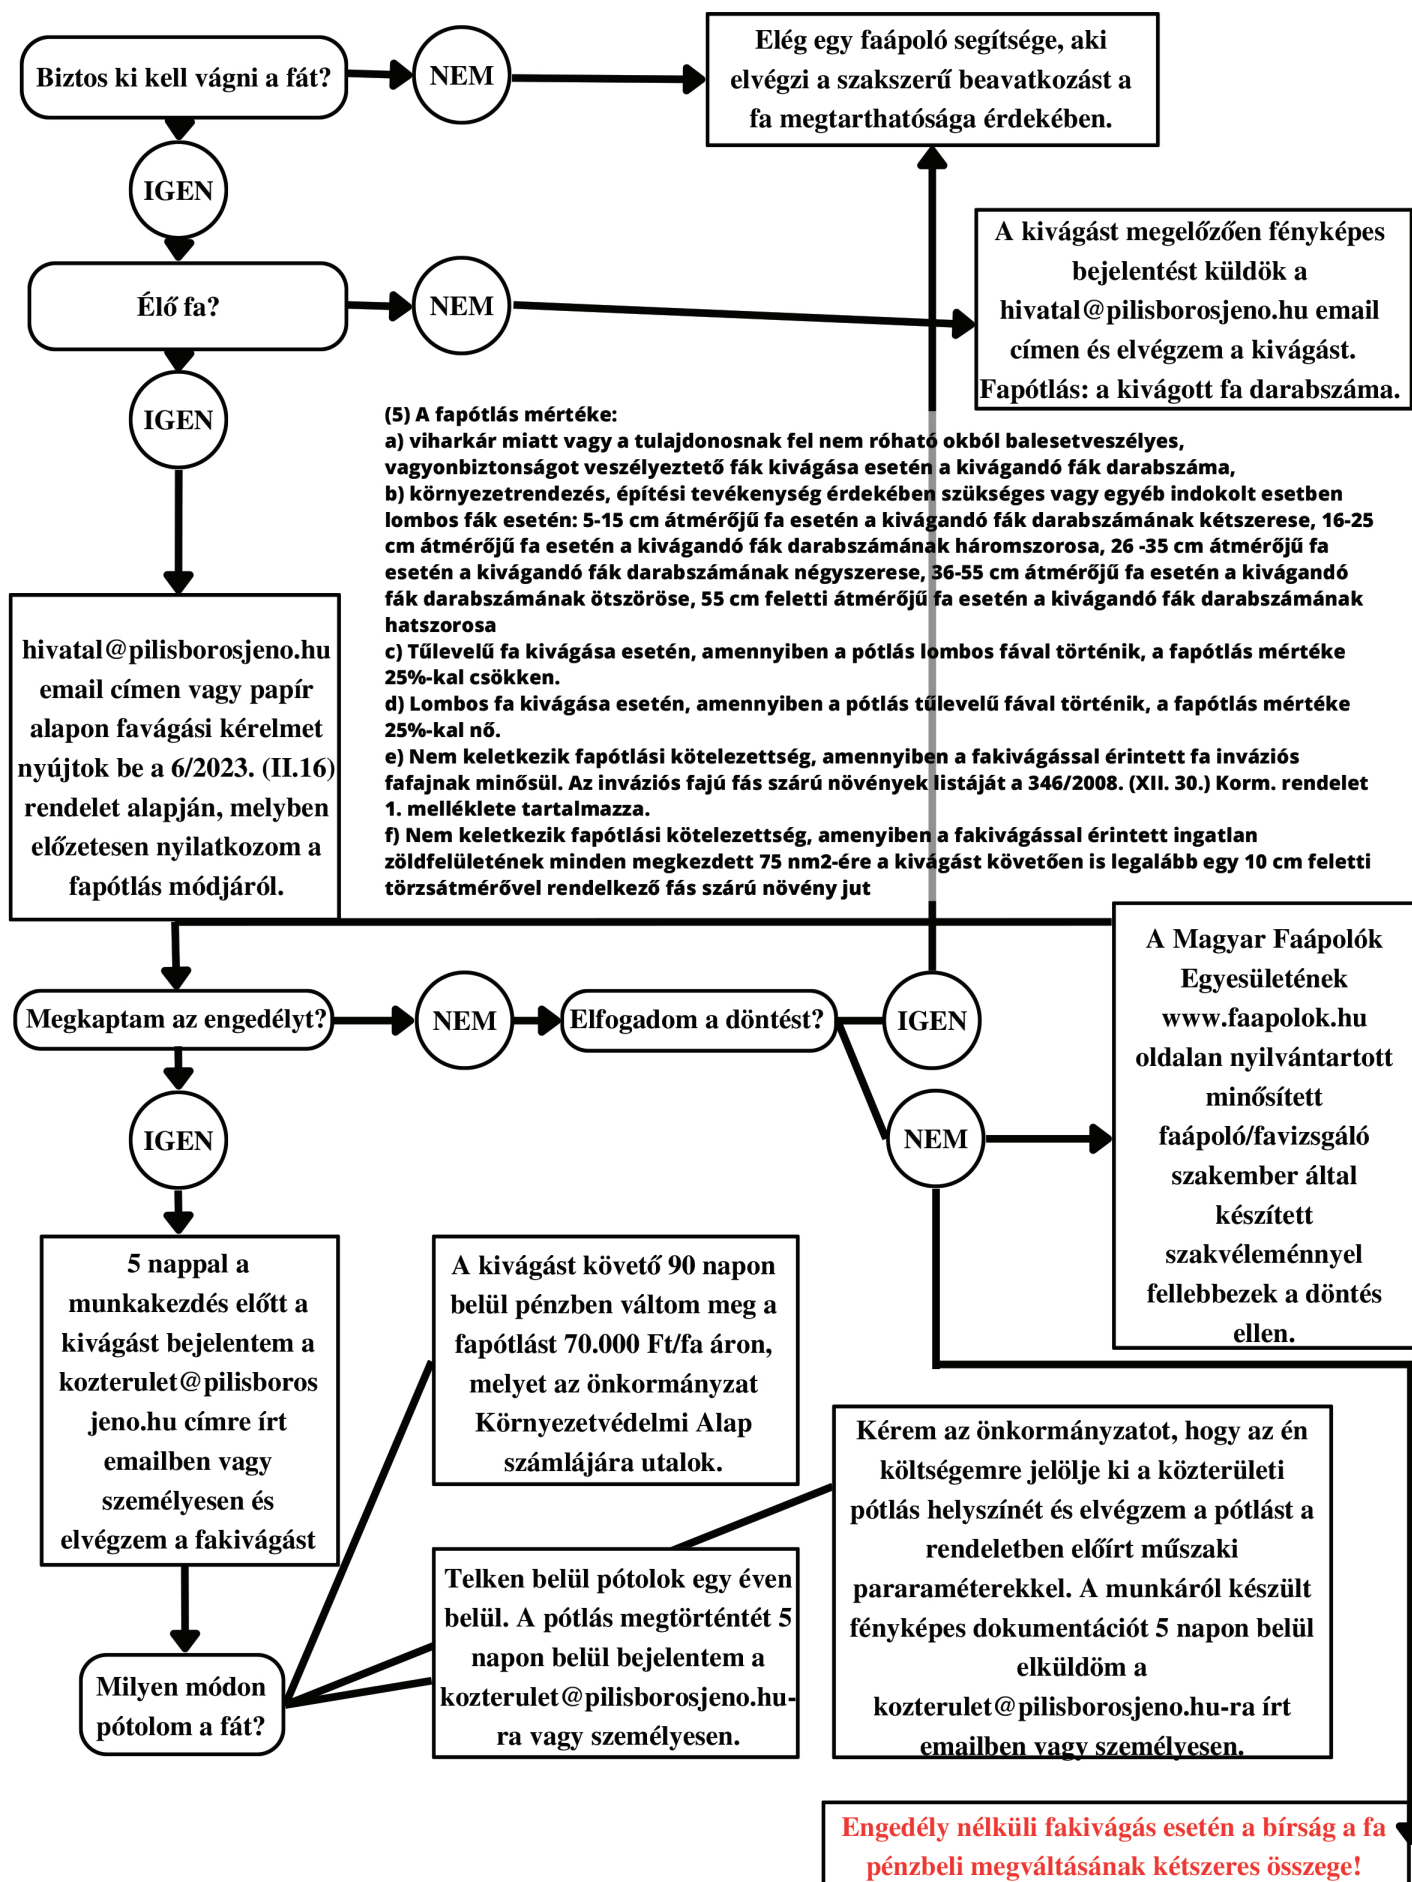 Biztos ki kell vágni a fát?
NEM
Elég egy faápoló segítsége, aki
elvégzi a szakszerű beavatkozást a
fa megtarthatósága érdekében.
IGEN
Élő fa?
NEM
A kivágást megelőzően fényképes
bejelentést küldök a
hivatal@pilisborosjeno.hu email
címen és elvégzem a kivágást.
Fapótlás: a kivágott fa darabszáma.
IGEN
(5) A fapótlás mértéke:
a) viharkár miatt vagy a tulajdonosnak fel nem róható okból balesetveszélyes,
vagyonbiztonságot veszélyeztető fák kivágása esetén a kivágandó fák darabszáma,
b) környezetrendezés, építési tevékenység érdekében szükséges vagy egyéb indokolt esetben
lombos fák esetén: 5-15 cm átmérőjű fa esetén a kivágandó fák darabszámának kétszerese, 16-25
cm átmérőjű fa esetén a kivágandó fák darabszámának háromszorosa, 26 -35 cm átmérőjű fa
esetén a kivágandó fák darabszámának négyszerese, 36-55 cm átmérőjű fa esetén a kivágandó
fák darabszámának ötszöröse, 55 cm feletti átmérőjű fa esetén a kivágandó fák darabszámának
hatszorosa
c) Tűlevelű fa kivágása esetén, amennyiben a pótlás lombos fával történik, a fapótlás mértéke
25%-kal csökken.
d) Lombos fa kivágása esetén, amennyiben a pótlás tűlevelű fával történik, a fapótlás mértéke
25%-kal nő.
e) Nem keletkezik fapótlási kötelezettség, amennyiben a fakivágással érintett fa inváziós
fafajnak minősül. Az inváziós fajú fás szárú növények listáját a 346/2008. (XII. 30.) Korm. rendelet
1. melléklete tartalmazza.
f) Nem keletkezik fapótlási kötelezettség, amenyiben a fakivágással érintett ingatlan
zöldfelületének minden megkezdett 75 nm2-ére a kivágást követően is legalább egy 10 cm feletti
törzsátmérővel rendelkező fás szárú növény jut
hivatal@pilisborosjeno.hu
email címen vagy papír
alapon favágási kérelmet
nyújtok be a 6/2023. (II.16)
rendelet alapján, melyben
előzetesen nyilatkozom a
fapótlás módjáról.
Megkaptam az engedélyt?
NEM
Elfogadom a döntést?
IGEN
NEM
A Magyar Faápolók
Egyesületének
www.faapolok.hu
oldalan nyilvántartott
minősített
faápoló/favizsgáló
szakember által
készített
szakvéleménnyel
fellebbezek a döntés
ellen.
IGEN
5 nappal a
munkakezdés előtt a
kivágást bejelentem a
kozterulet@pilisboros
jeno.hu címre írt
emailben vagy
személyesen és
elvégzem a fakivágást
A kivágást követő 90 napon
belül pénzben váltom meg a
fapótlást 70.000 Ft/fa áron,
melyet az önkormányzat
Környezetvédelmi Alap
számlájára utalok.
Kérem az önkormányzatot, hogy az én
költségemre jelölje ki a közterületi
pótlás helyszínét és elvégzem a pótlást a
rendeletben előírt műszaki
pararaméterekkel. A munkáról készült
fényképes dokumentációt 5 napon belül
elküldöm a
kozterulet@pilisborosjeno.hu-ra írt
emailben vagy személyesen.
Telken belül pótolok egy éven
belül. A pótlás megtörténtét 5
napon belül bejelentem a
kozterulet@pilisborosjeno.hu-
ra vagy személyesen.
Milyen módon
pótolom a fát?
Engedély nélküli fakivágás esetén a bírság a fa
pénzbeli megváltásának kétszeres összege!